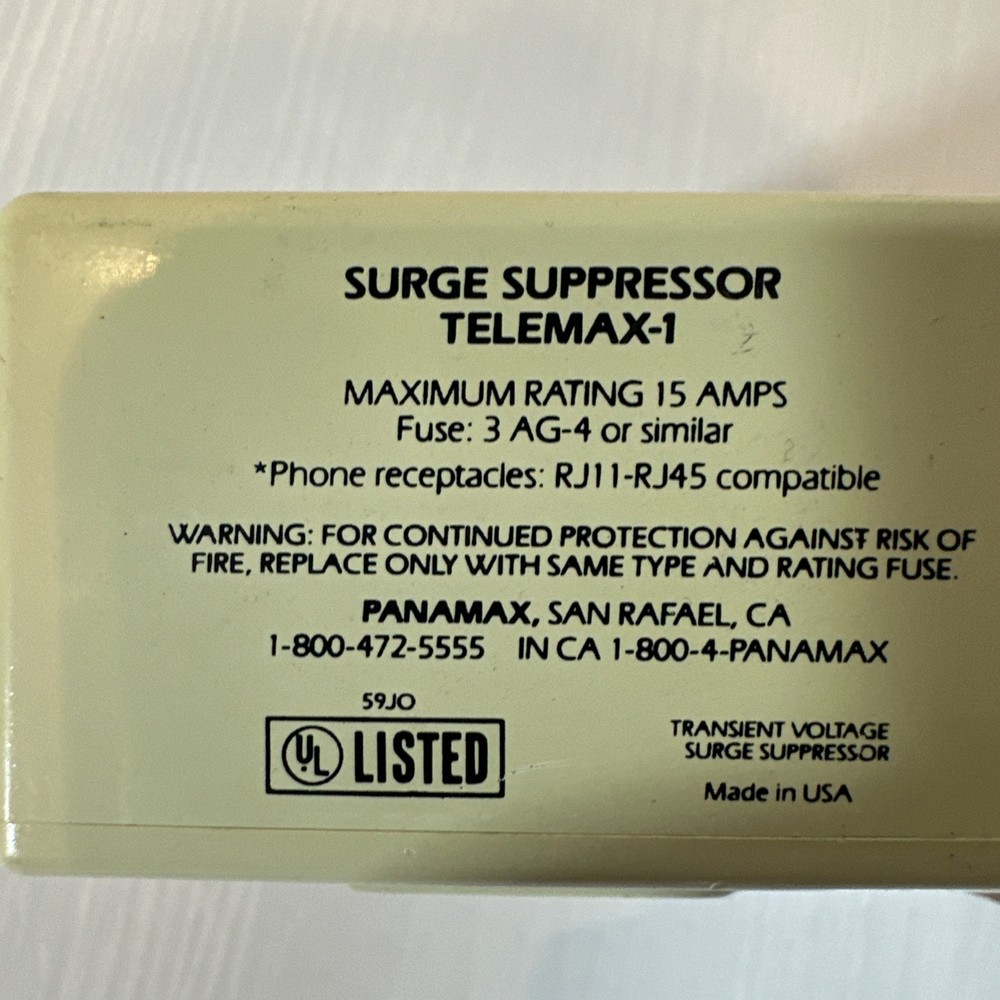 SURGE SUPPRESSOR
TELEMAX-1
MAXIMUM RATING 15 AMPS
Fuse: 3 AG-4 or similar
*Phone receptacles: RJ11-RJ45 compatible
WARNING: FOR CONTINUED PROTECTION AGAINST RISK OF
FIRE, REPLACE ONLY WITH SAME TYPE AND RATING FUSE.
PANAMAX, SAN RAFAEL, CA
1-800-472-5555 IN CA 1-800-4-PANAMAX
59JO
UL LISTED
TRANSIENT VOLTAGE
SURGE SUPPRESSOR
Made in USA